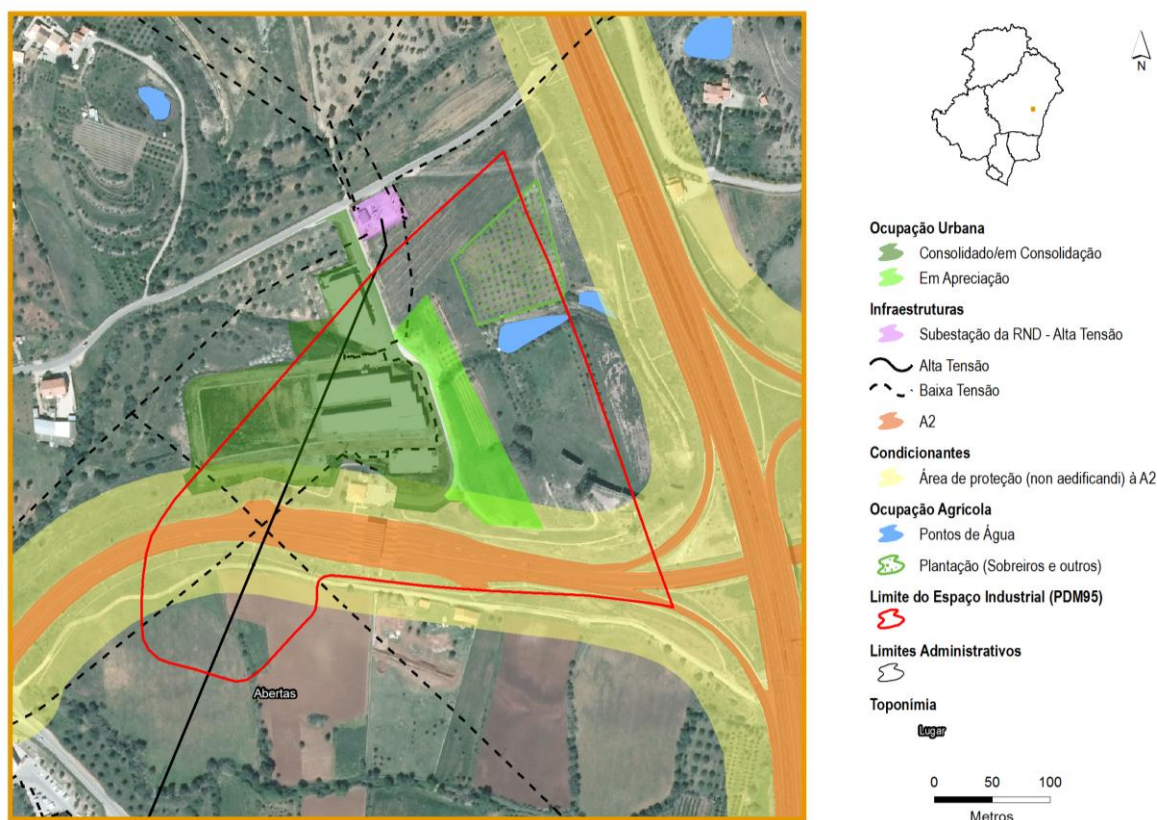 Abertas
N
Ocupação Urbana
Consolidado/em Consolidação
Em Apreciação
Infraestruturas
Subestação da RND - Alta Tensão
Alta Tensão
Baixa Tensão
A2
Condicionantes
Área de proteção (non aedificandi) à A2
Ocupação Agrícola
Pontos de Água
Plantação (Sobreiros e outros)
Limite do Espaço Industrial (PDM95)
Limites Administrativos
Toponímia
Lugar
0 50 100
Metros